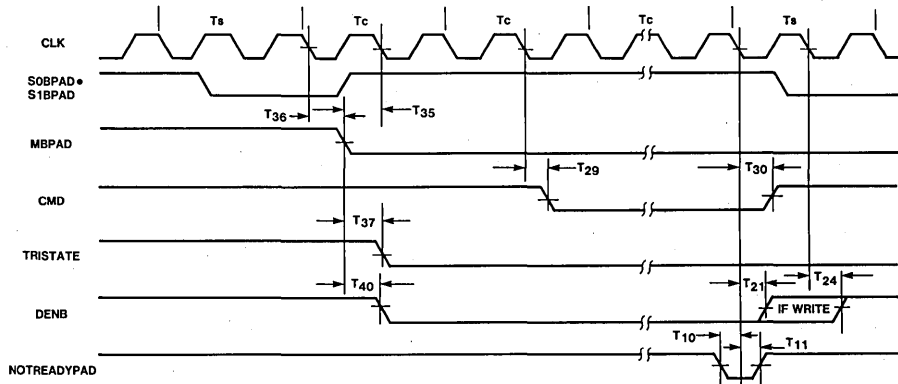 Ts Tc Tc Tc Ts
CLK
S0BPAD•
S1BPAD
T36 T35
MBPAD
T29 T30
CMD
T37
TRISTATE
T40 T21 T24
DENB IF WRITE
T10 T11
NOTREADYPAD